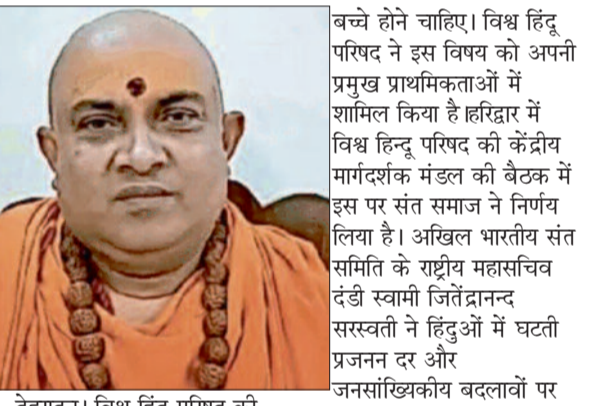 बच्चे होने चाहिए। विश्व हिंदू
परिषद ने इस विषय को अपनी
प्रमुख प्राथमिकताओं में
शामिल किया है।हरिद्वार में
विश्व हिन्दू परिषद की केंद्रीय
मार्गदर्शक मंडल की बैठक में
इस पर संत समाज ने निर्णय
लिया है। अखिल भारतीय संत
समिति के राष्ट्रीय महासचिव
दंडी स्वामी जितेंद्रानन्द
सरस्वती ने हिंदुओं में घटती
प्रजनन दर और
जनसांख्यिकीय बदलावों पर